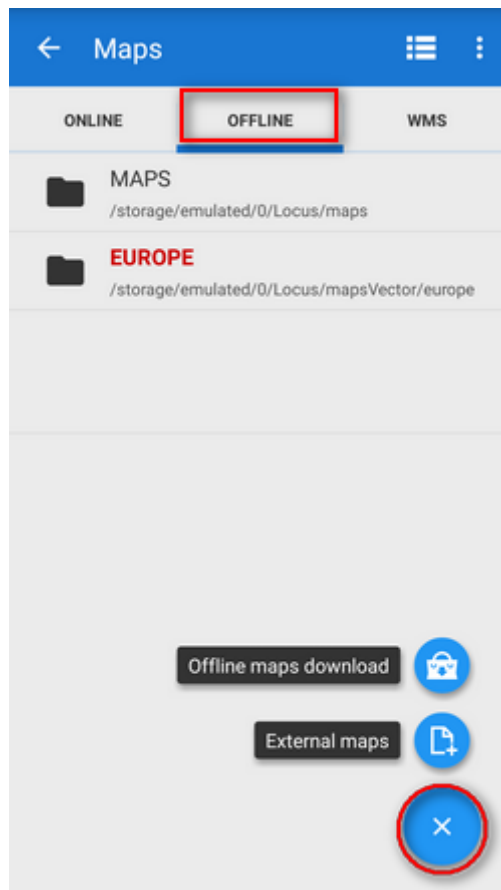 Maps
ONLINE OFFLINE WMS
MAPS
/storage/emulated/0/Locus/maps
EUROPE
/storage/emulated/0/Locus/mapsVector/europe
Offline maps download
External maps